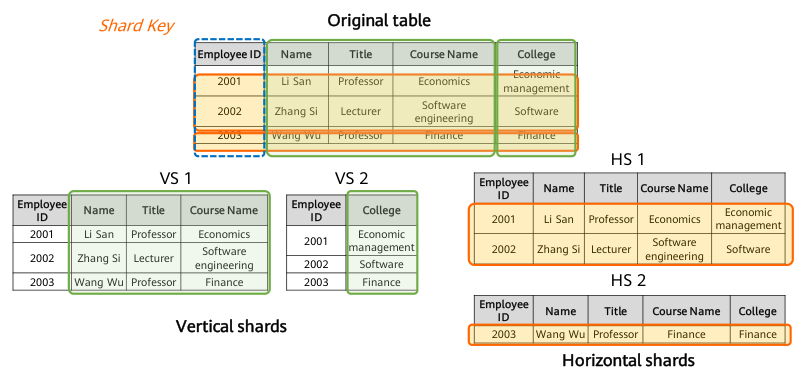 Original table
Shard Key
Employee ID Name Title Course Name College
2001 Li San Professor Economics Economic
management
2002 Zhang Si Lecturer Software
engineering Software
2003 Wang Wu Professor Finance Finance
VS 1
Employee
ID Name Title Course Name
2001 Li San Professor Economics
2002 Zhang Si Lecturer Software
engineering
2003 Wang Wu Professor Finance
VS 2
Employee
ID College
2001 Economic
management
2002 Software
2003 Finance
Vertical shards
HS 1
Employee
ID Name Title Course Name College
2001 Li San Professor Economics Economic
management
2002 Zhang Si Lecturer Software
engineering Software
HS 2
Employee
ID Name Title Course Name College
2003 Wang Wu Professor Finance Finance
Horizontal shards